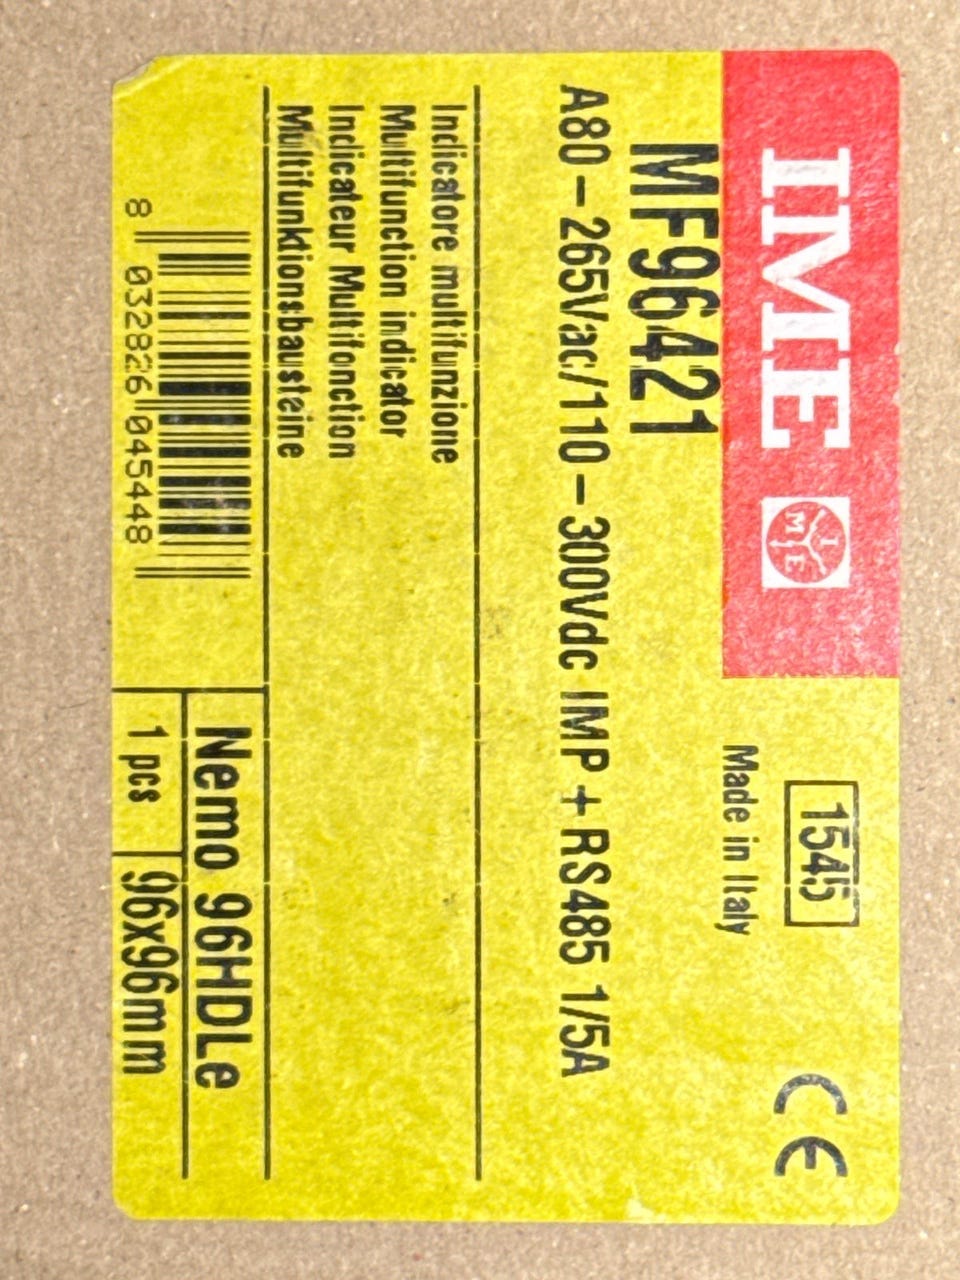 IME
I
M E
1545
CE
Made in Italy
MF96421
A80-265Vac/110-300Vdc IMP+RS485 1/5A
Indicatore multifunzione
Multifunction indicator
Indicateur Multifonction
Multifunktionsbausteine
8 032826 045448
Nemo 96HDLe
1 pcs
96x96mm